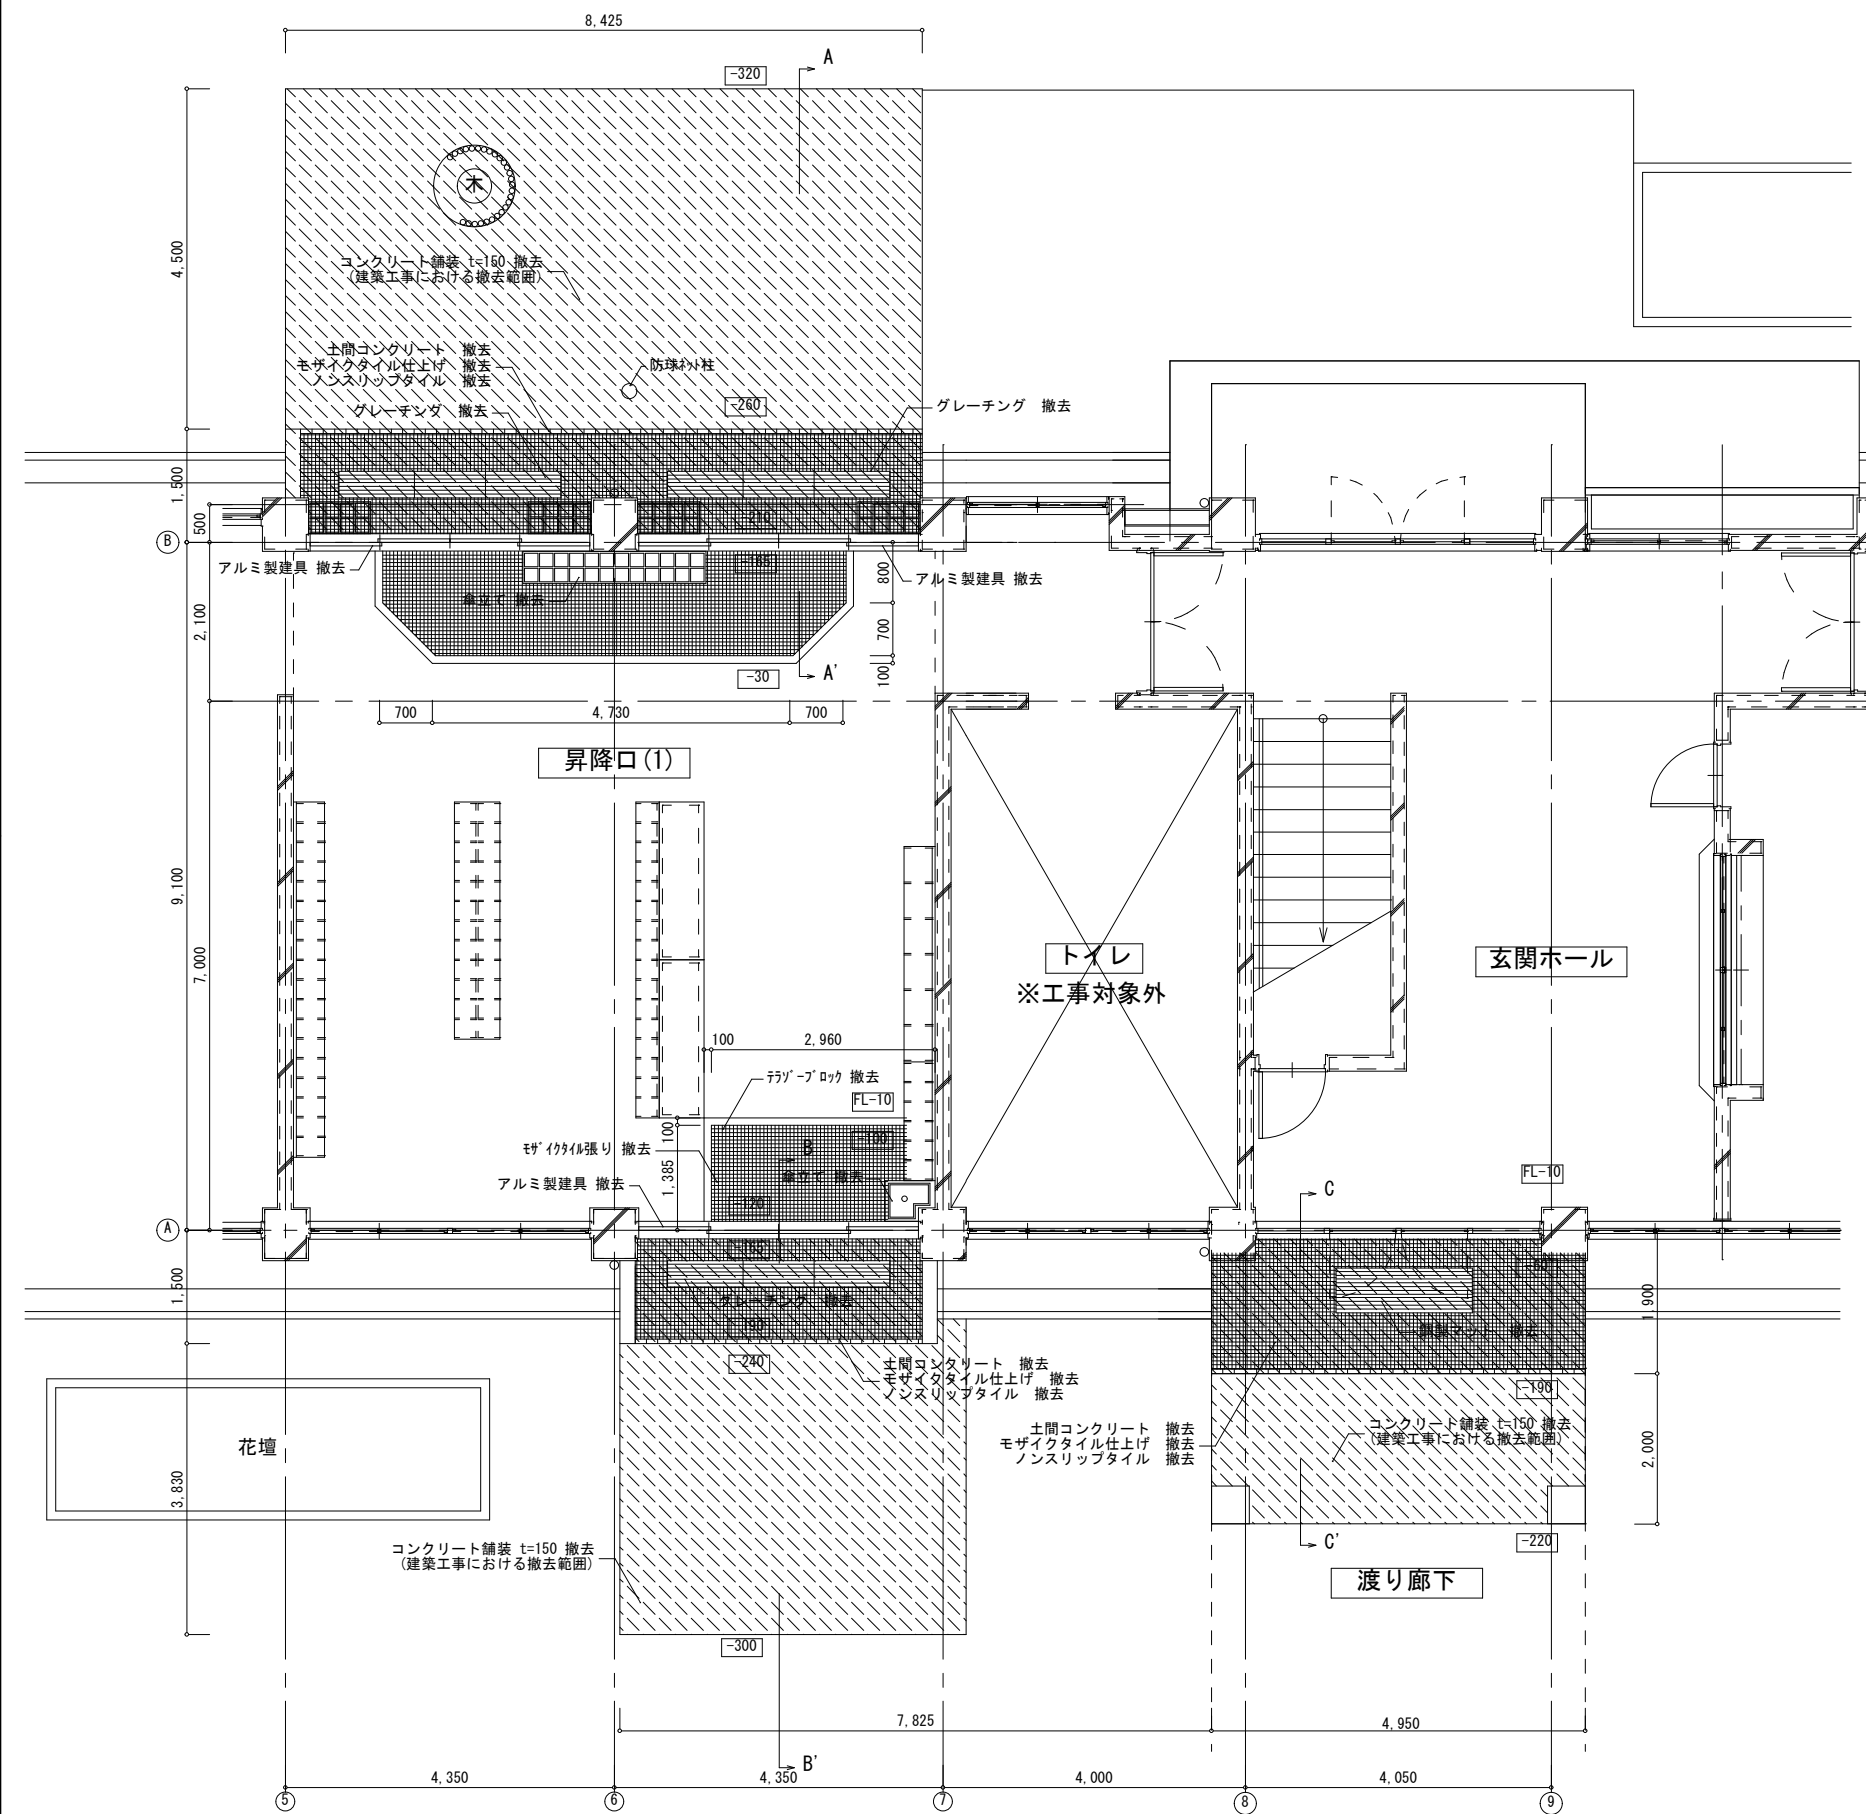 8,425
A
-320
木
4,500
コンクリート舗装 t=150 撤去
(建築工事における撤去範囲)
土間コンクリート 撤去
モザイクタイル仕上げ 撤去
ノンスリップタイル 撤去
防球ネット柱
グレーチング 撤去
-260
グレーチング 撤去
1,500
500
-210
B
アルミ製建具 撤去
-165
800
アルミ製建具 撤去
傘立て 撤去
2,100
700
100
-30
A'
700
4,730
700
昇降口(1)
9,100
7,000
トイレ
※工事対象外
玄関ホール
100
2,960
テラゾーブロック 撤去
FL-10
100
-100
モザイクタイル張り 撤去
B
1,385
傘立て 撤去
アルミ製建具 撤去
-120
FL-10
C
A
-165
1,500
グレーチング 撤去
-190
1,900
-240
土間コンクリート 撤去
モザイクタイル仕上げ 撤去
ノンスリップタイル 撤去
-190
花壇
土間コンクリート 撤去
モザイクタイル仕上げ 撤去
ノンスリップタイル 撤去
コンクリート舗装 t=150 撤去
(建築工事における撤去範囲)
2,000
3,830
コンクリート舗装 t=150 撤去
(建築工事における撤去範囲)
C'
-220
渡り廊下
-300
7,825
4,950
B'
4,350
4,350
4,000
4,050
5
6
7
8
9